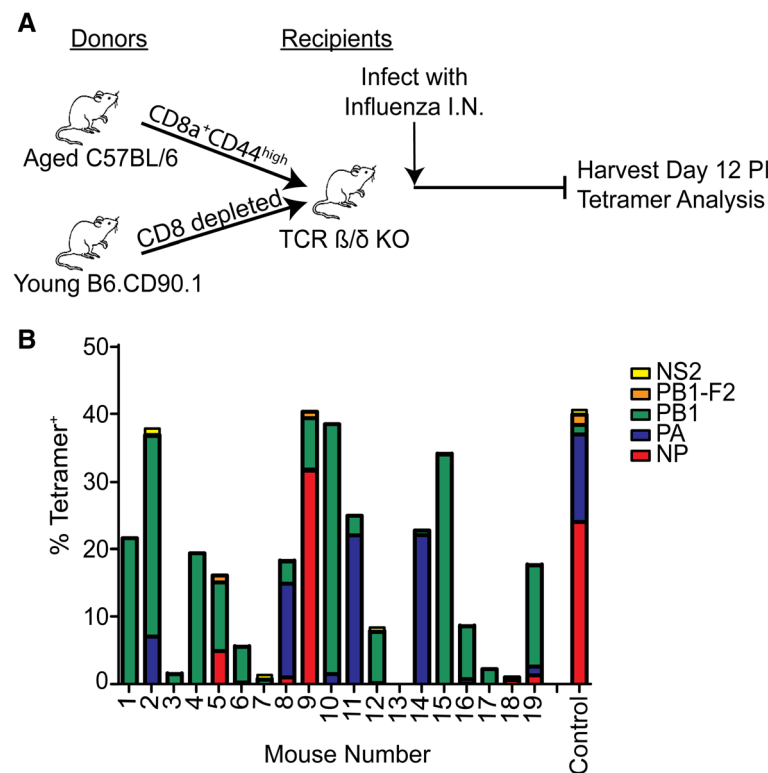 A
Donors
Recipients
Infect with
Influenza I.N.
CD8a⁺CD44ʰⁱᵍʰ
Aged C57BL/6
CD8 depleted
Young B6.CD90.1
TCR ß/δ KO
Harvest Day 12 PI
Tetramer Analysis
B
% Tetramer⁺
50
40
30
20
10
0
NS2
PB1-F2
PB1
PA
NP
1 2 3 4 5 6 7 8 9 10 11 12 13 14 15 16 17 18 19 Control
Mouse Number